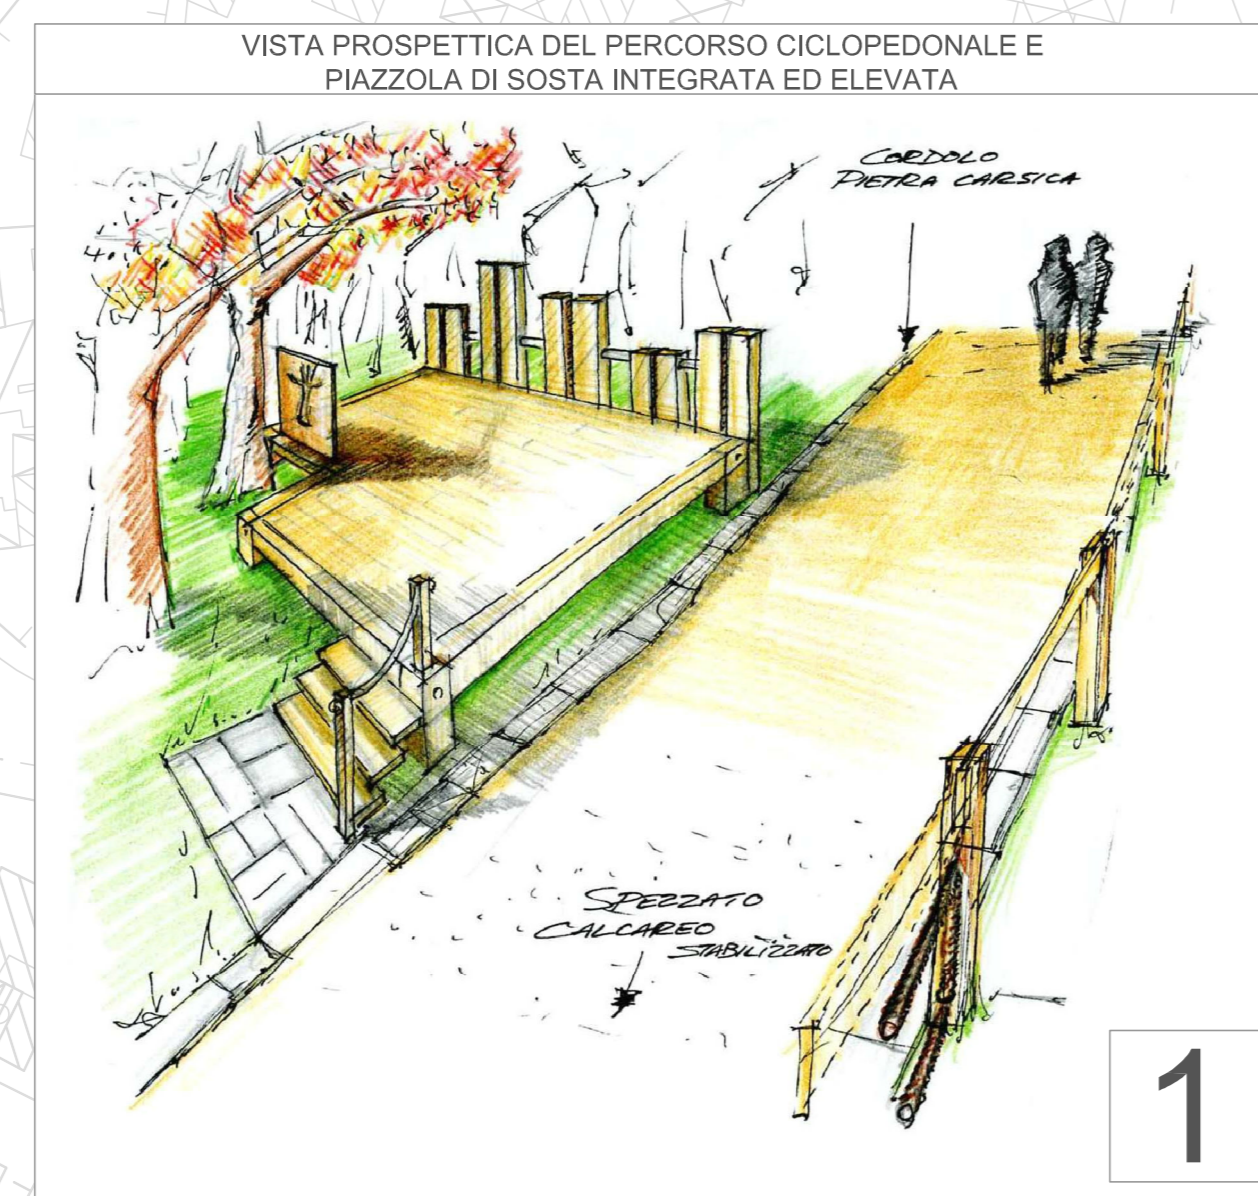 VISTA PROSPETTICA DEL PERCORSO CICLOPEDONALE E
PIAZZOLA DI SOSTA INTEGRATA ED ELEVATA
CORDOLO
PIETRA CARSICA
SPEZZATO
CALCAREO
STABILIZZATO
1